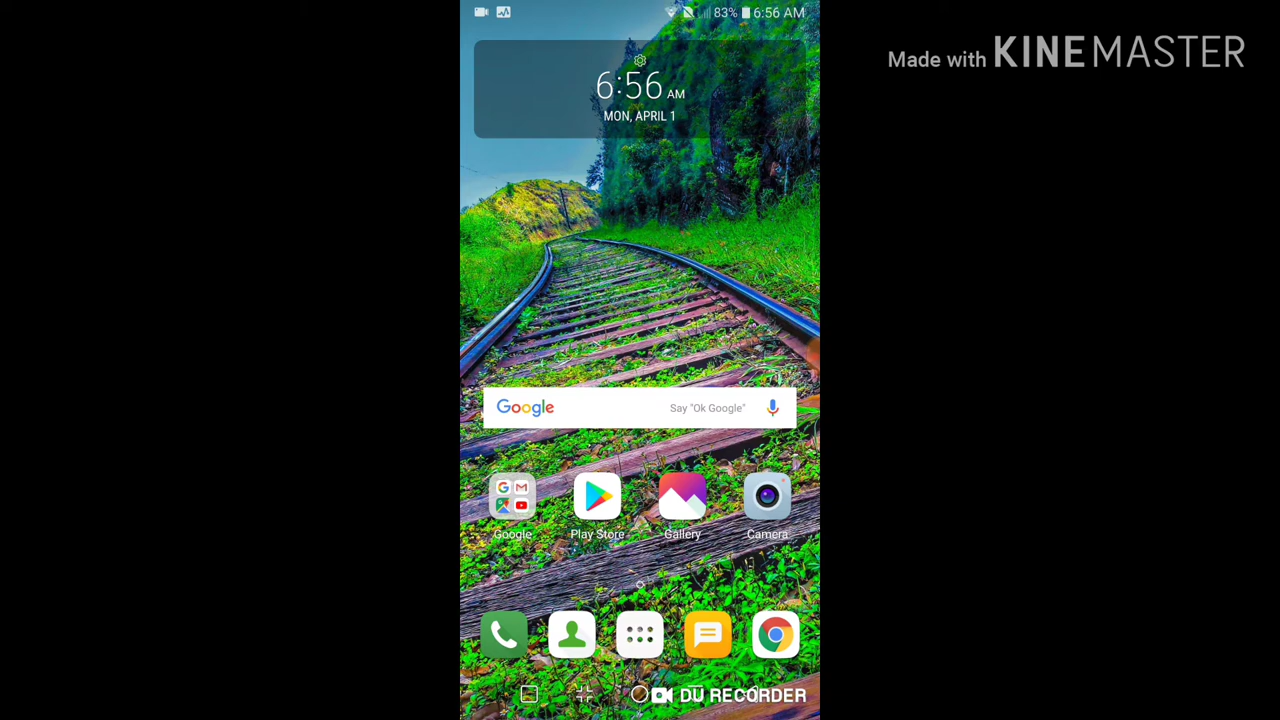 83% 6:56 AM
Made with KINEMASTER
6:56 AM
MON, APRIL 1
Google Say "Ok Google"
Google Play Store Gallery Camera
DU RECORDER